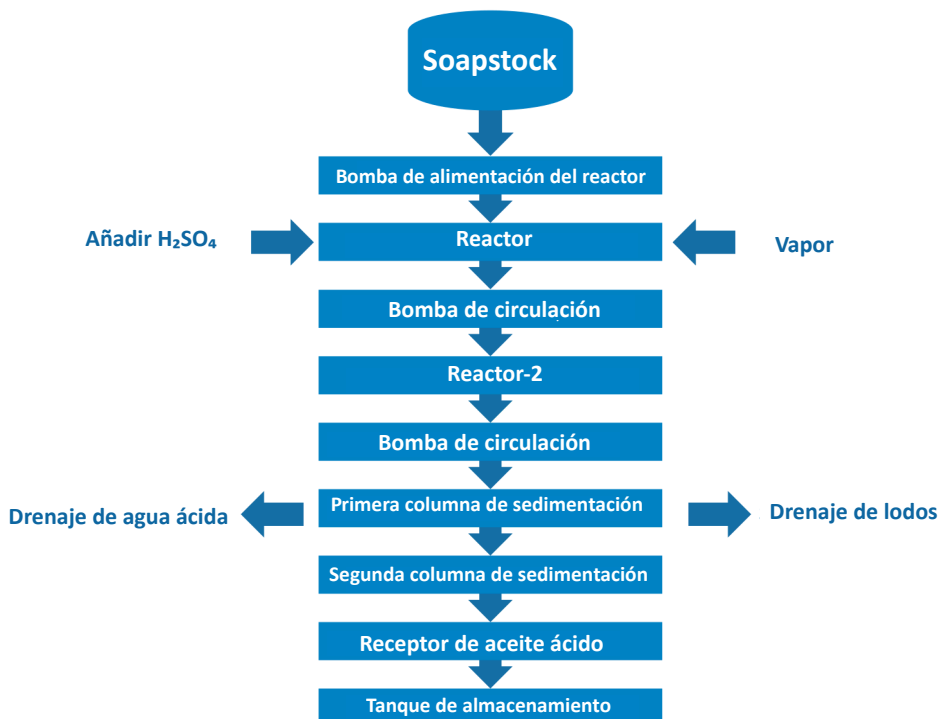 Soapstock
Bomba de alimentación del reactor
Añadir H₂SO₄
Reactor
Vapor
Bomba de circulación
Reactor-2
Bomba de circulación
Drenaje de agua ácida
Primera columna de sedimentación
Drenaje de lodos
Segunda columna de sedimentación
Receptor de aceite ácido
Tanque de almacenamiento